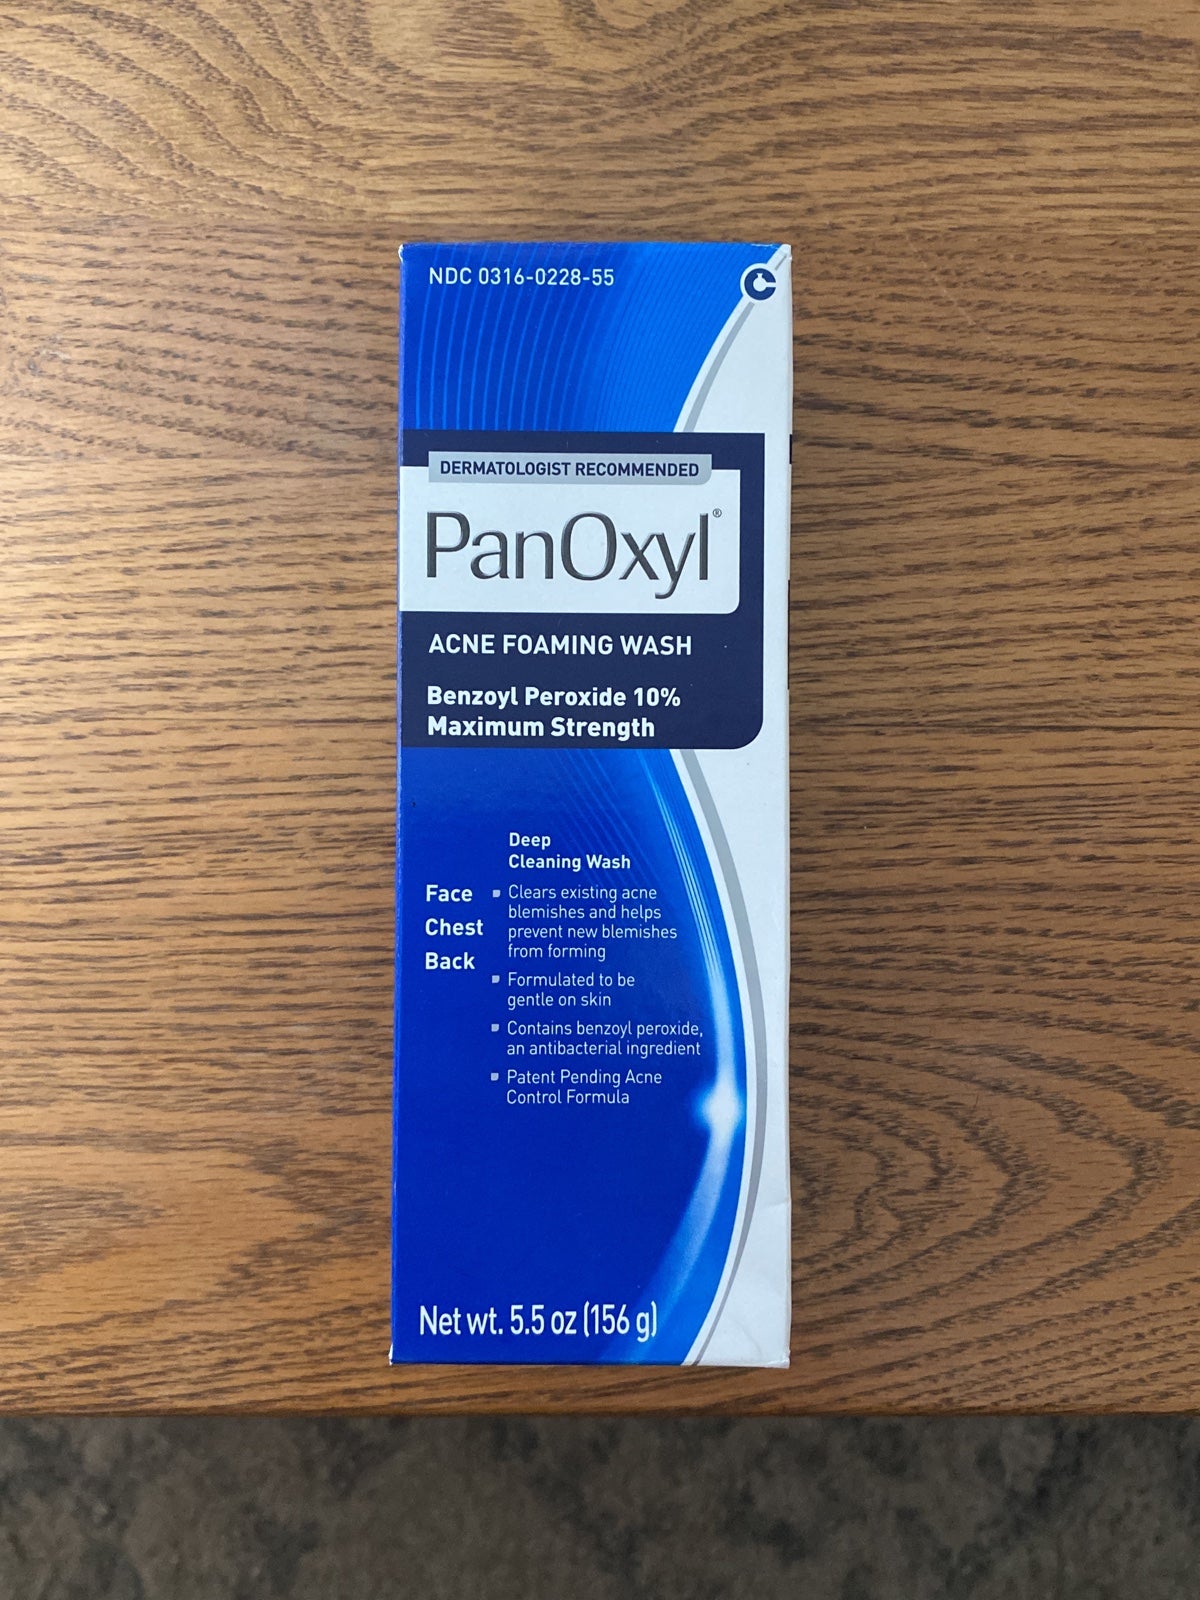 NDC 0316-0228-55
DERMATOLOGIST RECOMMENDED
PanOxyl®
ACNE FOAMING WASH
Benzoyl Peroxide 10%
Maximum Strength
Deep
Cleaning Wash
Face
Chest
Back
▪ Clears existing acne
blemishes and helps
prevent new blemishes
from forming
▪ Formulated to be
gentle on skin
▪ Contains benzoyl peroxide,
an antibacterial ingredient
▪ Patent Pending Acne
Control Formula
Net wt. 5.5 oz (156 g)